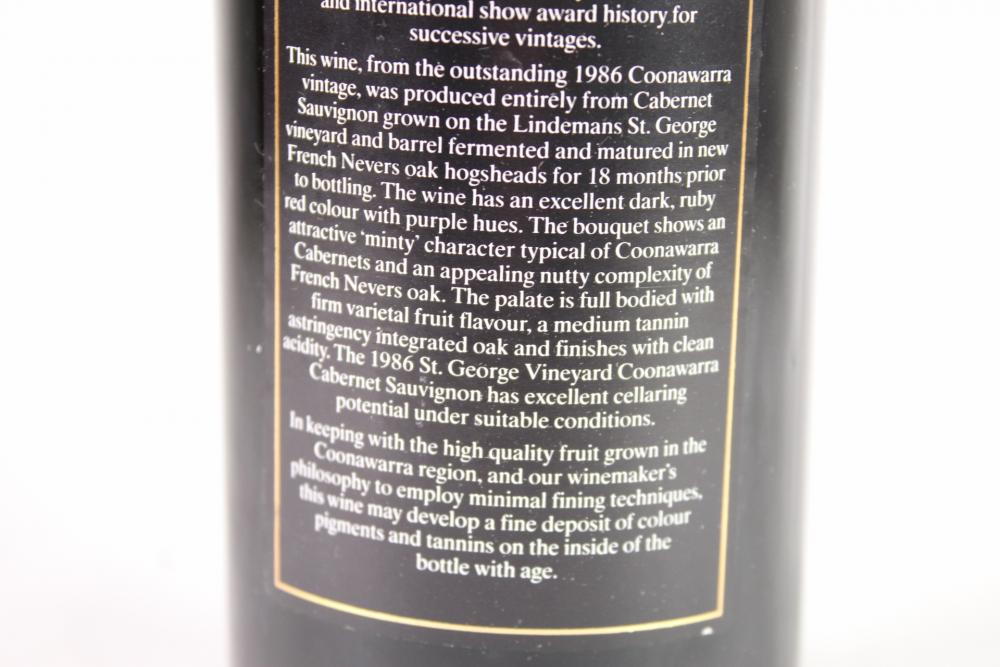 and international show award history for
successive vintages.
This wine, from the outstanding 1986 Coonawarra
vintage, was produced entirely from Cabernet
Sauvignon grown on the Lindemans St. George
vineyard and barrel fermented and matured in new
French Nevers oak hogsheads for 18 months prior
to bottling. The wine has an excellent dark, ruby
red colour with purple hues. The bouquet shows an
attractive ‘minty’ character typical of Coonawarra
Cabernets and an appealing nutty complexity of
French Nevers oak. The palate is full bodied with
firm varietal fruit flavour, a medium tannin
astringency integrated oak and finishes with clean
acidity. The 1986 St. George Vineyard Coonawarra
Cabernet Sauvignon has excellent cellaring
potential under suitable conditions.
In keeping with the high quality fruit grown in the
Coonawarra region, and our winemaker's
philosophy to employ minimal fining techniques,
this wine may develop a fine deposit of colour
pigments and tannins on the inside of the
bottle with age.